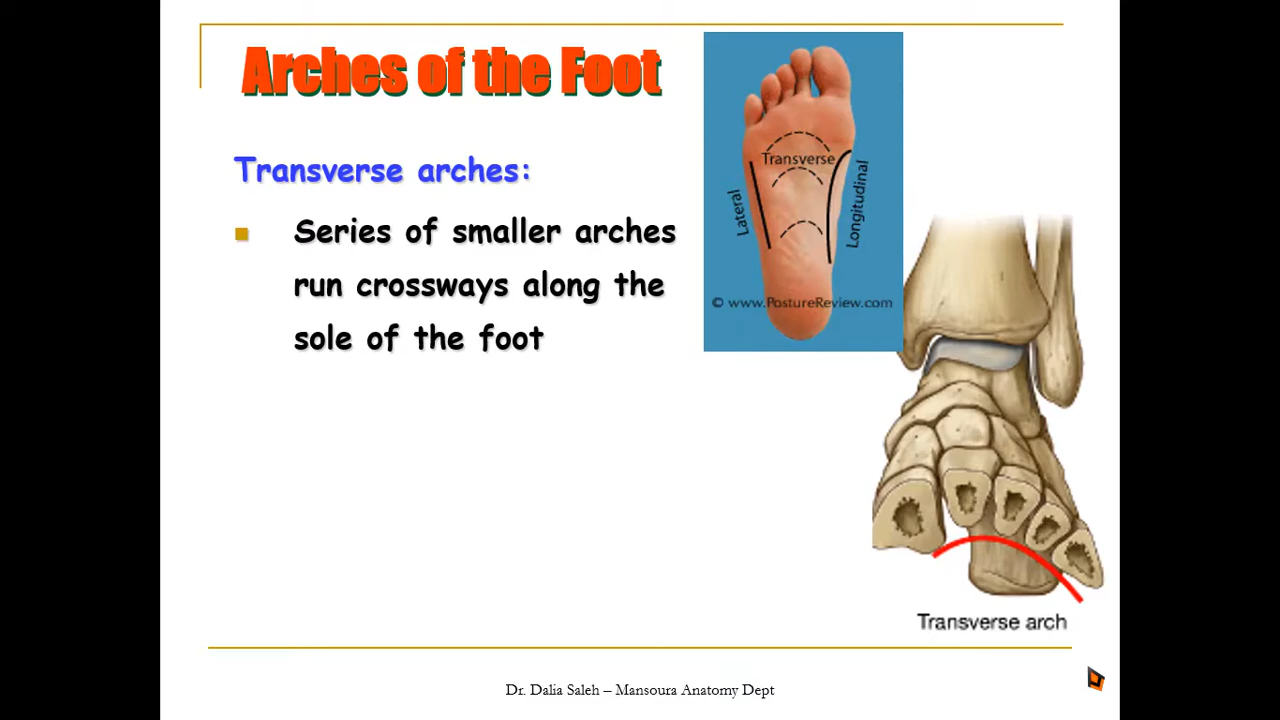 Arches of the Foot
Transverse arches:
Series of smaller arches
run crossways along the
sole of the foot
Transverse
Lateral
Longitudinal
© www.PostureReview.com
Transverse arch
Dr. Dalia Saleh – Mansoura Anatomy Dept